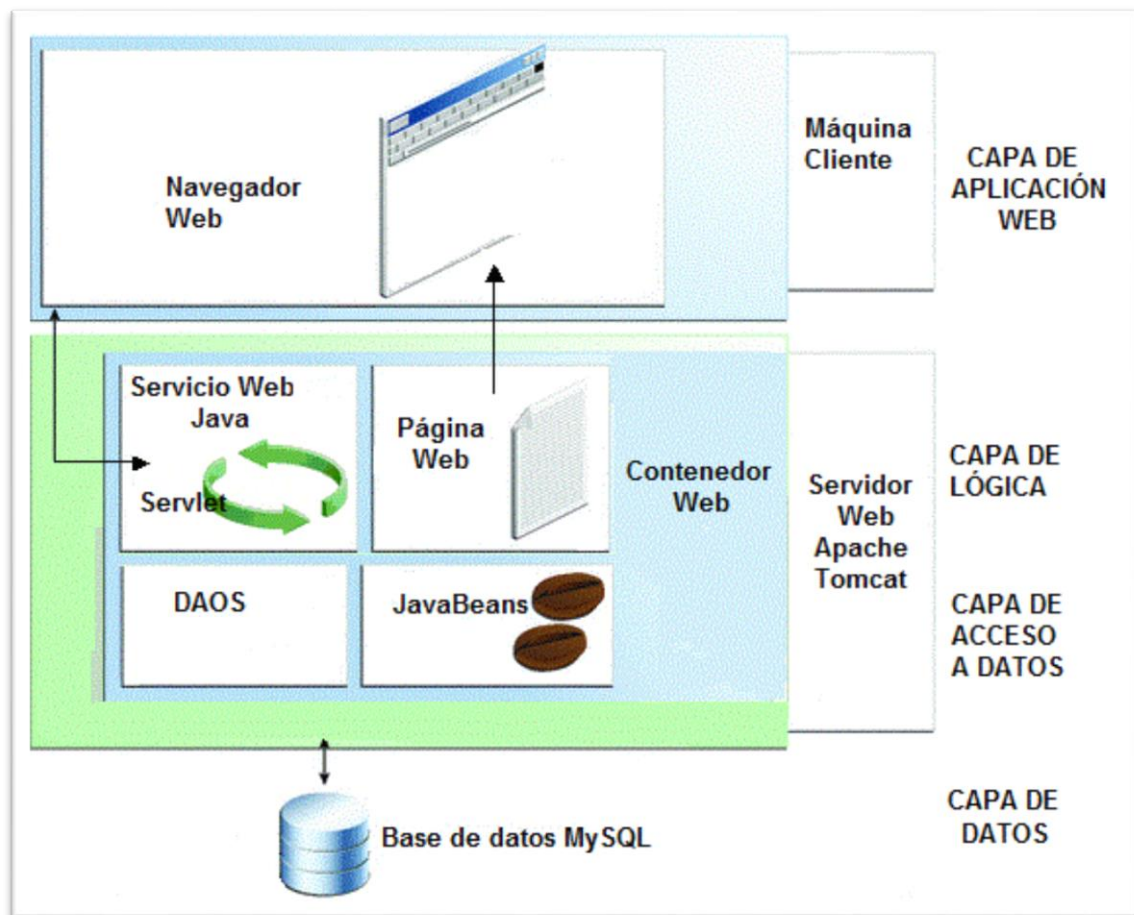 Navegador
Web
Máquina
Cliente
CAPA DE
APLICACIÓN
WEB
Servicio Web
Java
Servlet
Página
Web
Contenedor
Web
Servidor
Web
Apache
Tomcat
CAPA DE
LÓGICA
DAOS
JavaBeans
CAPA DE
ACCESO
A DATOS
Base de datos MySQL
CAPA DE
DATOS